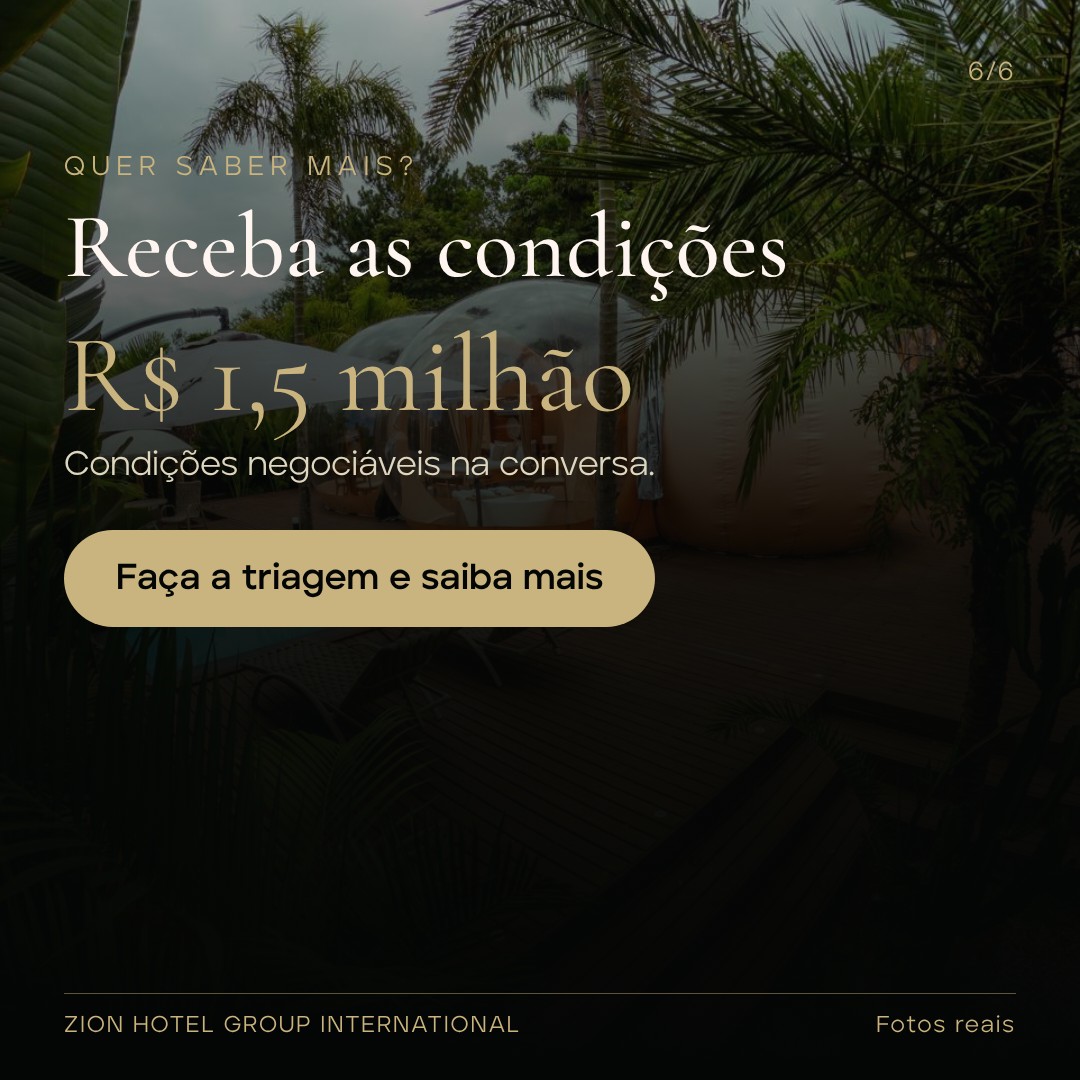 6/6
QUER SABER MAIS?
Receba as condições
R$ 1,5 milhão
Condições negociáveis na conversa.
Faça a triagem e saiba mais
ZION HOTEL GROUP INTERNATIONAL
Fotos reais